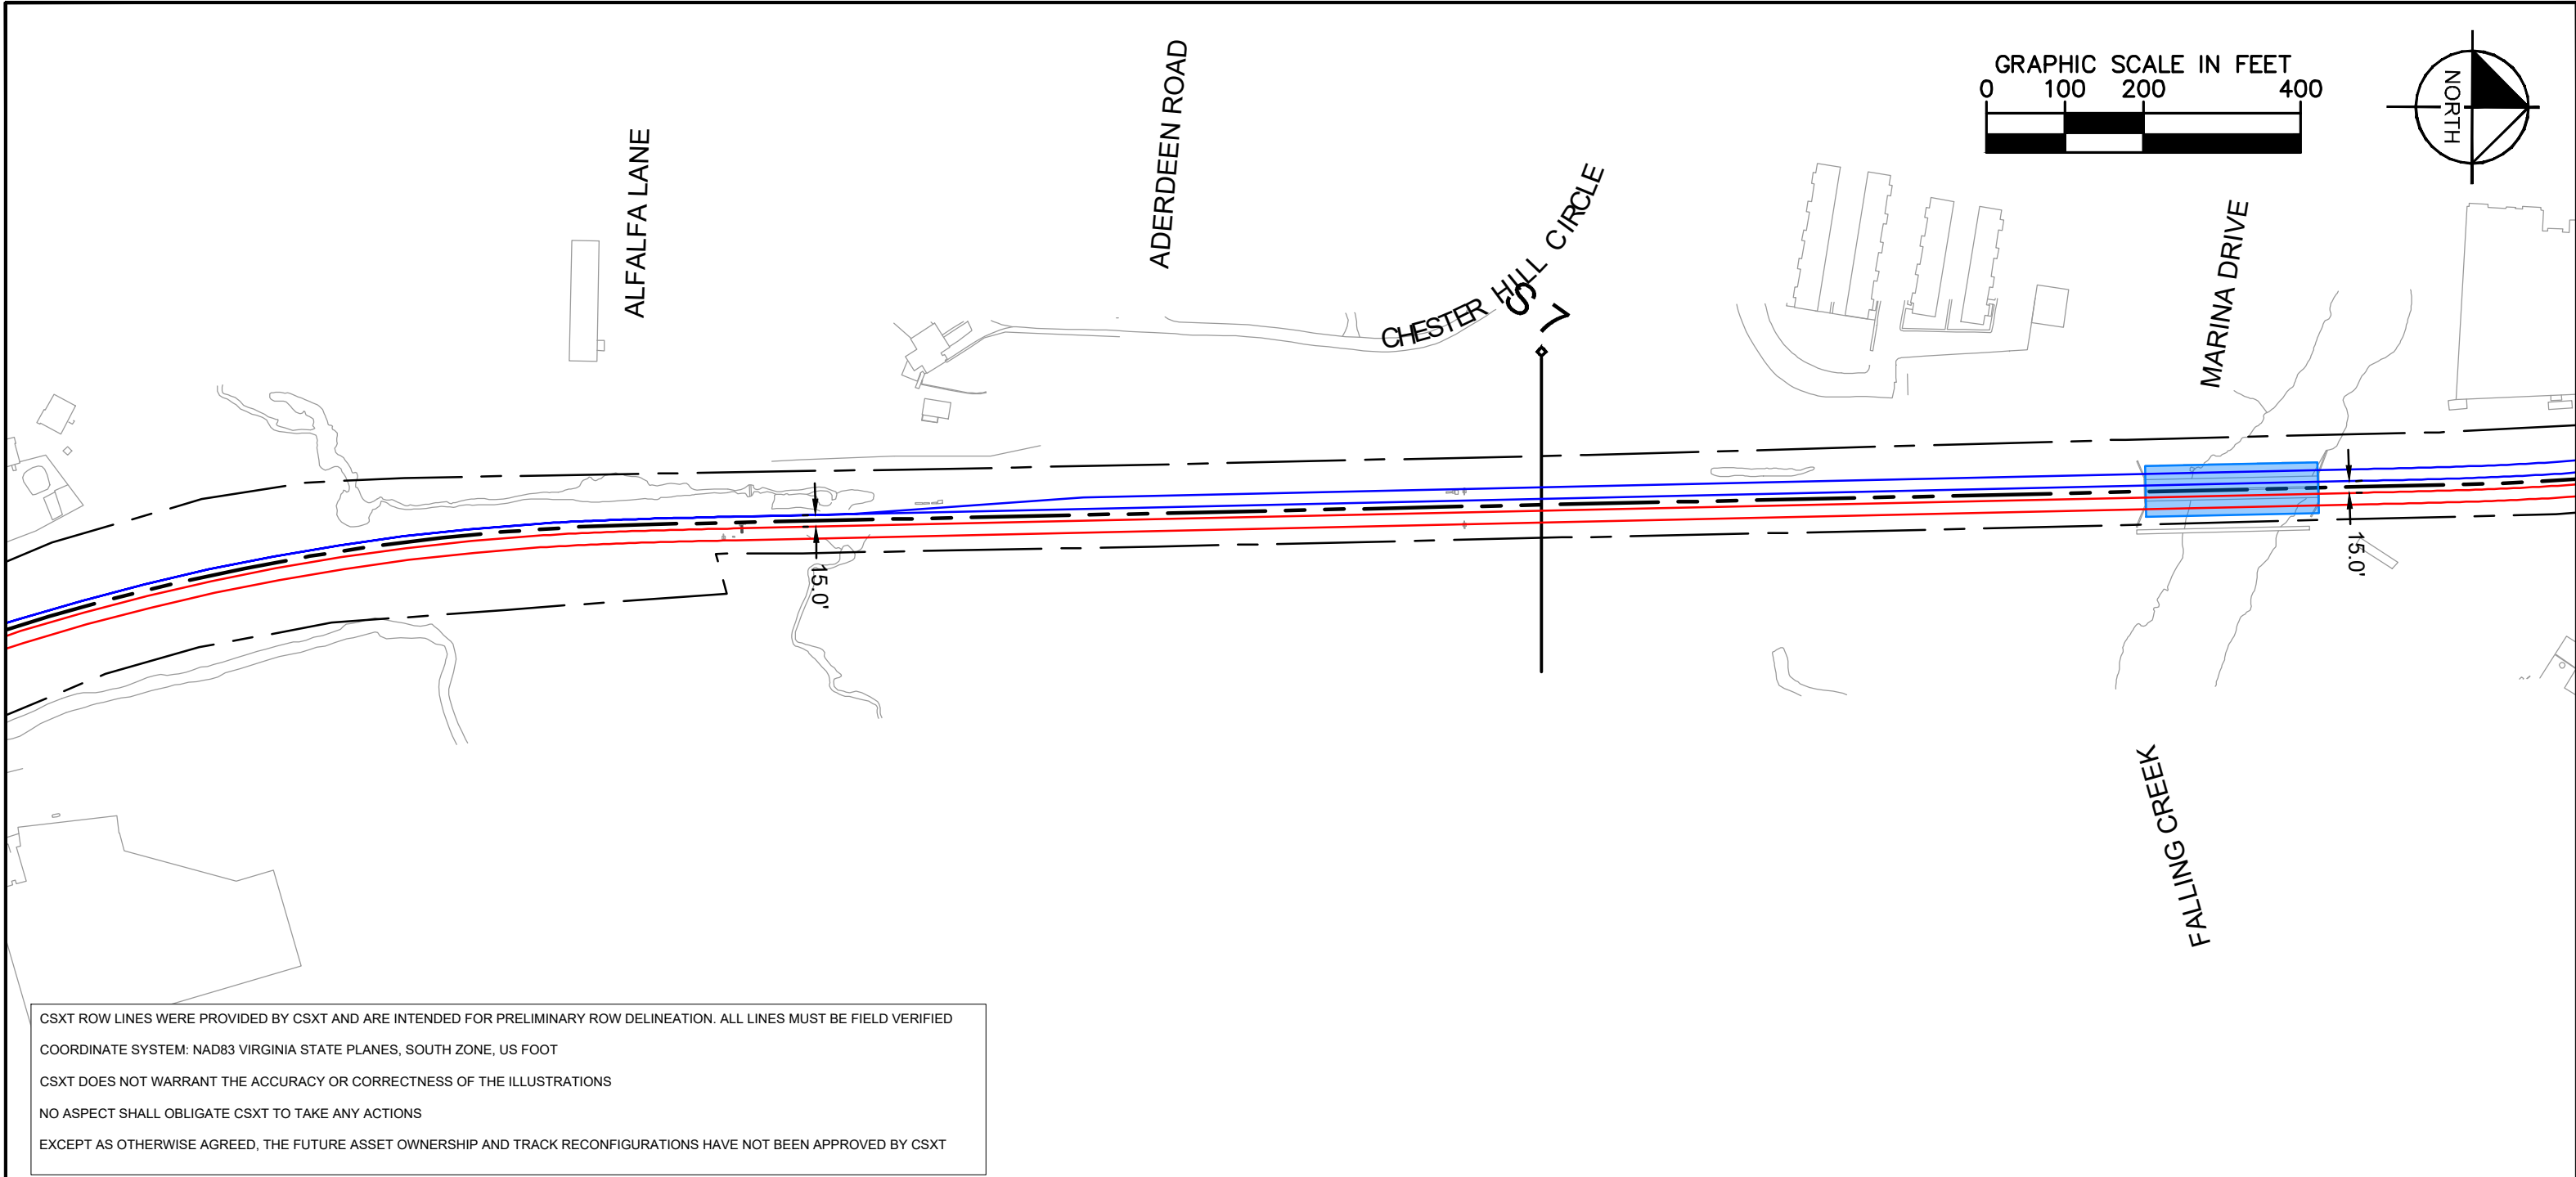 GRAPHIC SCALE IN FEET
0 100 200 400
NORTH
ALFALFA LANE
ADERDEEN ROAD
CHESTER HILL CIRCLE
S 7
MARINA DRIVE
15.0'
15.0'
FALLING CREEK
CSXT ROW LINES WERE PROVIDED BY CSXT AND ARE INTENDED FOR PRELIMINARY ROW DELINEATION. ALL LINES MUST BE FIELD VERIFIED
COORDINATE SYSTEM: NAD83 VIRGINIA STATE PLANES, SOUTH ZONE, US FOOT
CSXT DOES NOT WARRANT THE ACCURACY OR CORRECTNESS OF THE ILLUSTRATIONS
NO ASPECT SHALL OBLIGATE CSXT TO TAKE ANY ACTIONS
EXCEPT AS OTHERWISE AGREED, THE FUTURE ASSET OWNERSHIP AND TRACK RECONFIGURATIONS HAVE NOT BEEN APPROVED BY CSXT